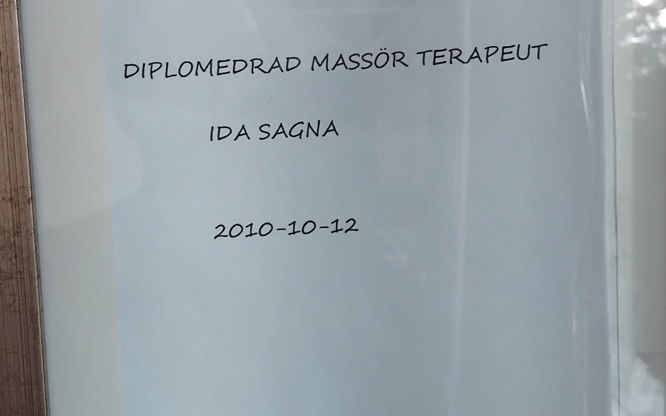 DIPLOMEDRAD MASSÖR TERAPEUT
IDA SAGNA
2010-10-12